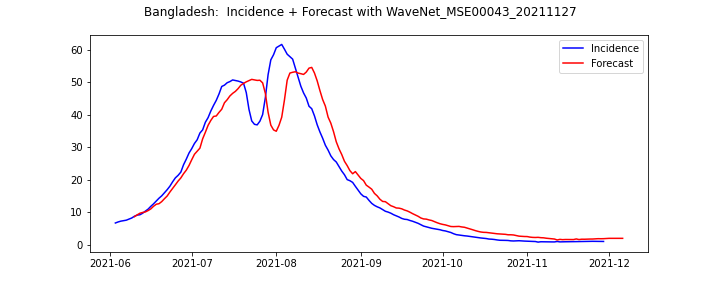 Bangladesh:  Incidence + Forecast with WaveNet_MSE00043_20211127
Incidence
Forecast
60
50
40
30
20
10
0
2021-06 2021-07 2021-08 2021-09 2021-10 2021-11 2021-12